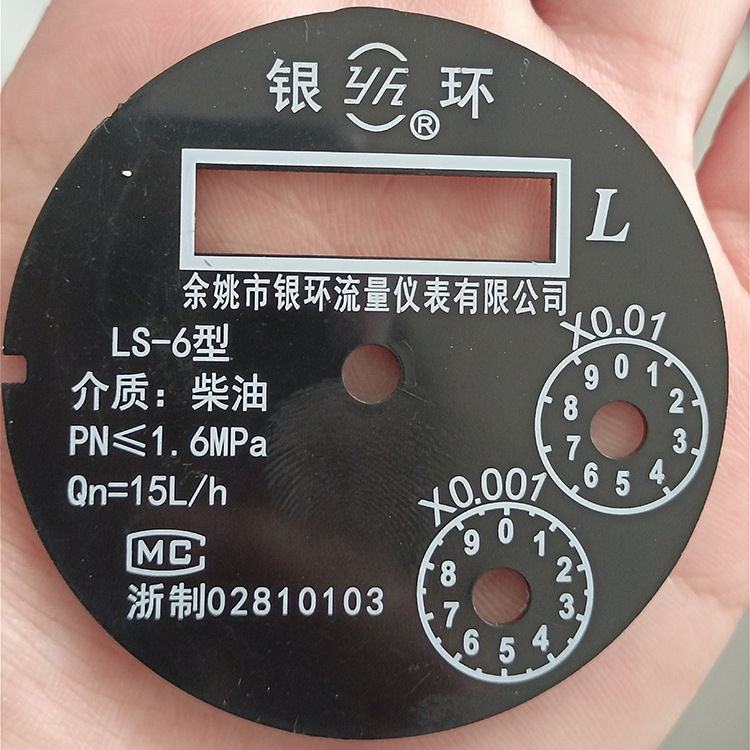 银 环
®
L
余姚市银环流量仪表有限公司
LS-6型
介质：柴油
PN≤1.6MPa
Qn=15L/h
MC
浙制02810103
X0.01
0 1 2 3 4 5 6 7 8 9
X0.001
0 1 2 3 4 5 6 7 8 9